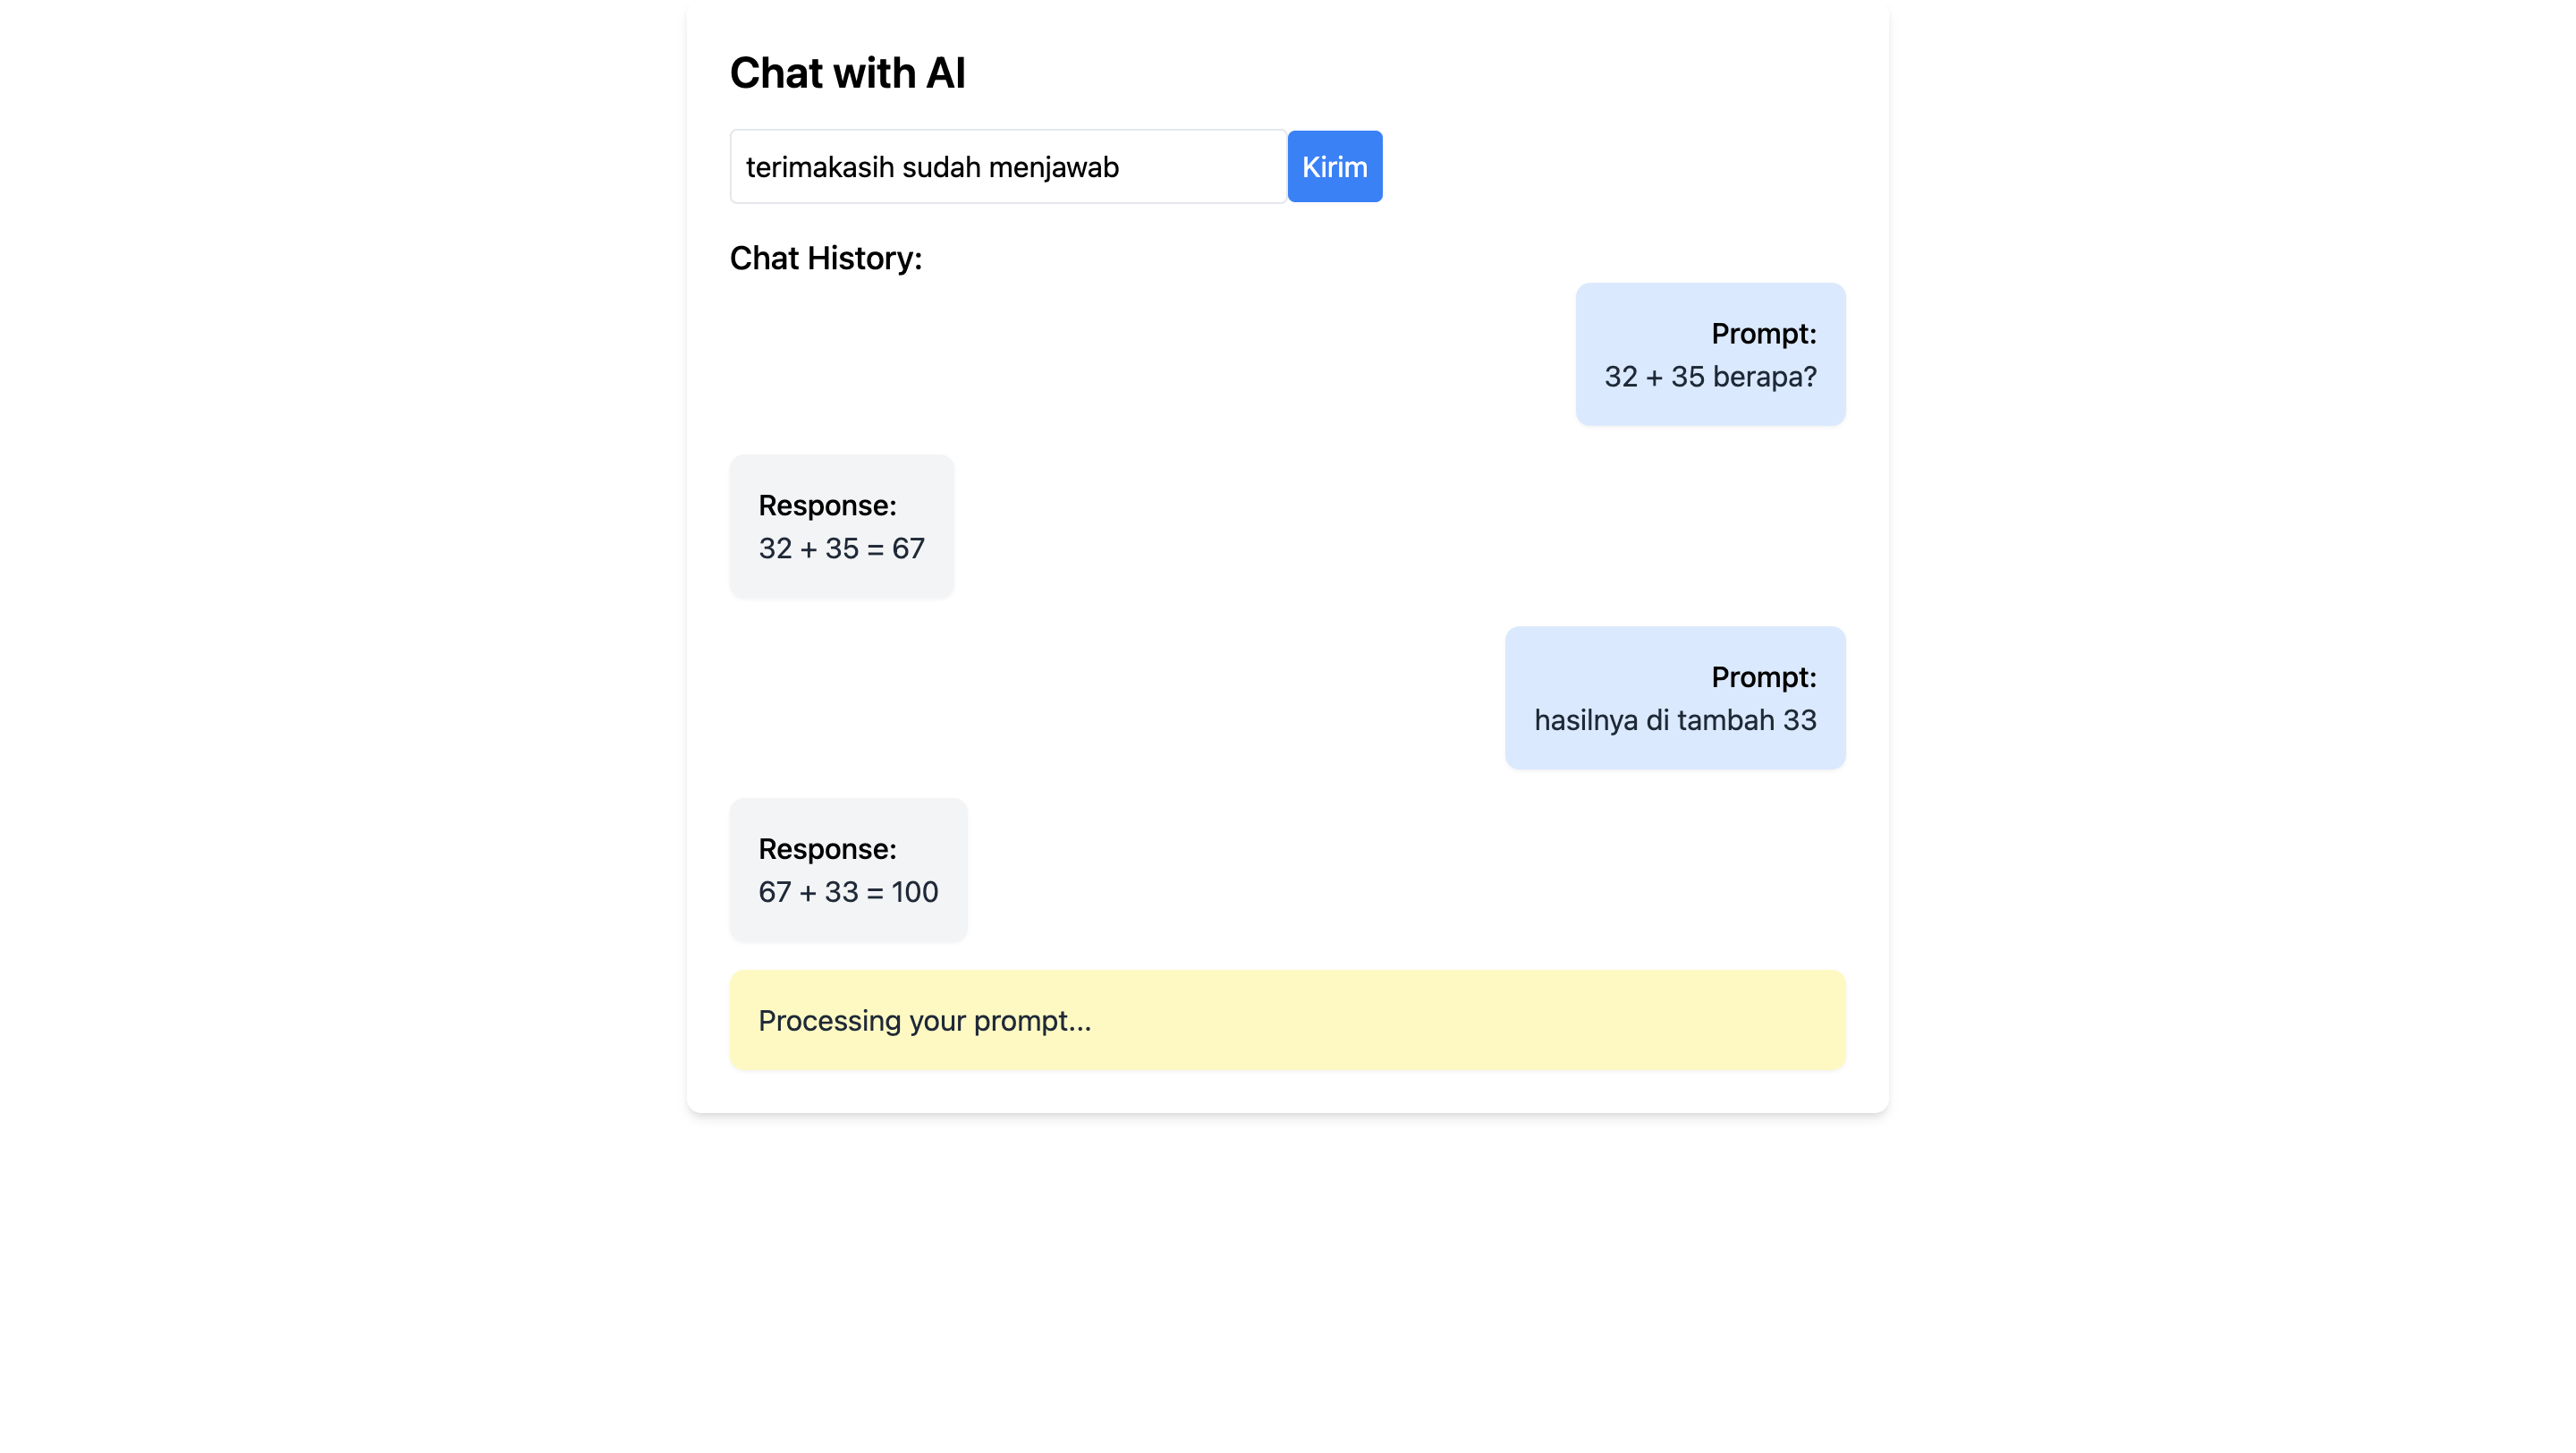 Chat with AI
terimakasih sudah menjawab
Kirim
Chat History:
Prompt:
32 + 35 berapa?
Response:
32 + 35 = 67
Prompt:
hasilnya di tambah 33
Response:
67 + 33 = 100
Processing your prompt...